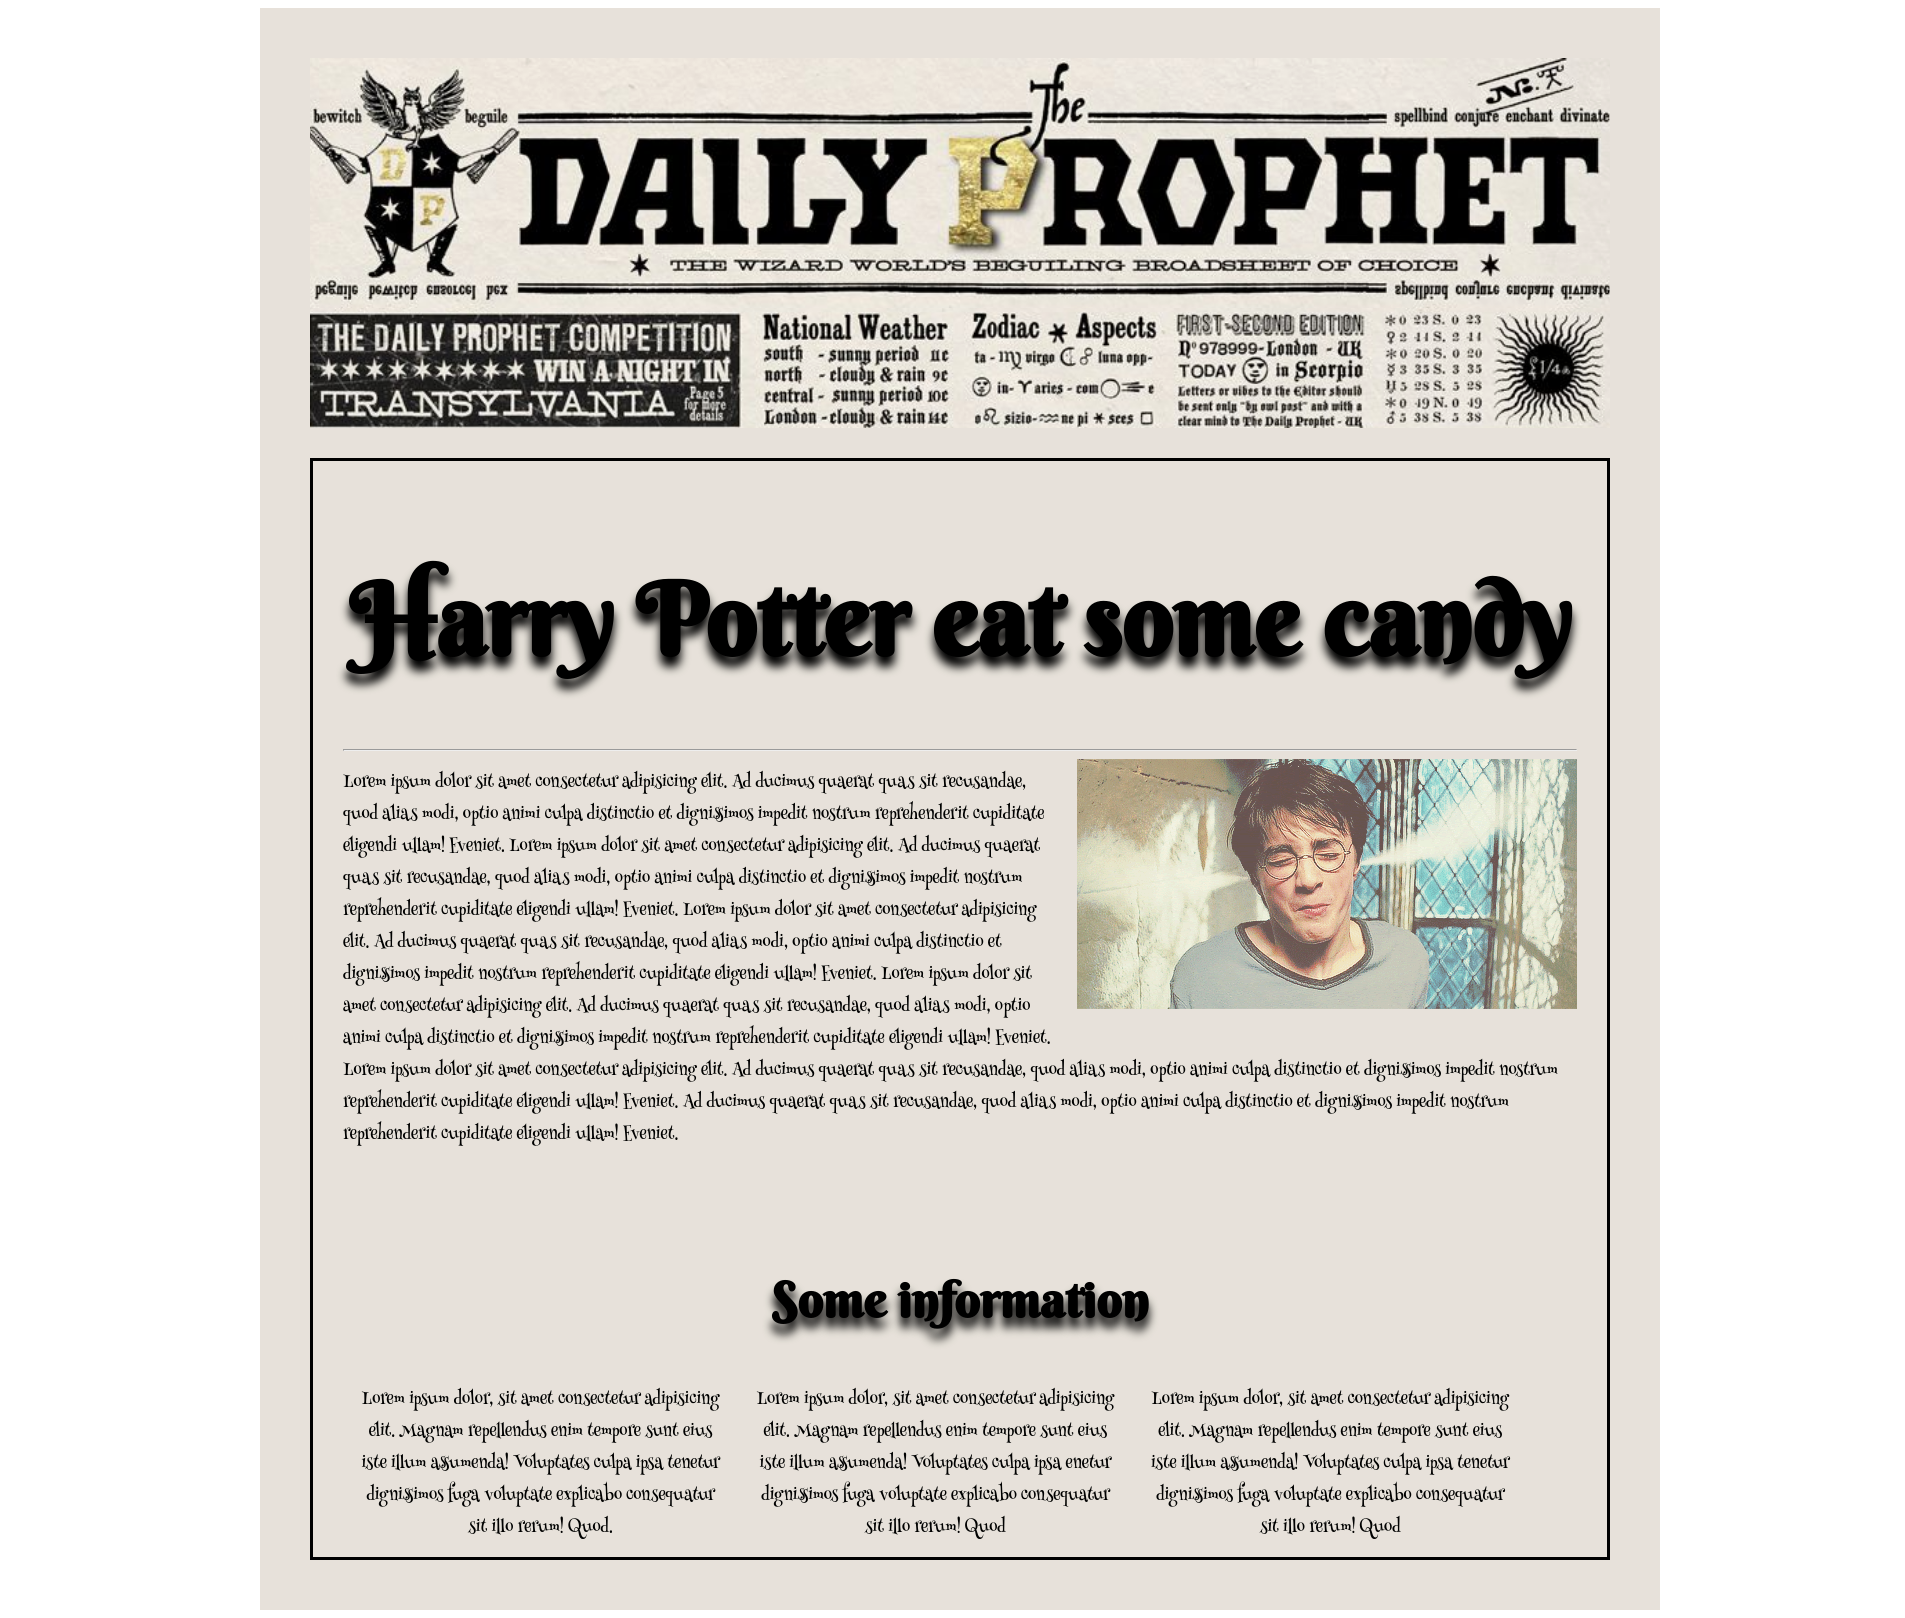 The
bewitch beguile
spellbind conjure enchant divinate
DAILY PROPHET
D
P
THE WIZARD WORLD'S BEGUILING BROADSHEET OF CHOICE
beguile bewitch ensorcel hex
spellbind conjure enchant divinate
THE DAILY PROPHET COMPETITION
WIN A NIGHT IN
TRANSYLVANIA
Page 5
for more
details
National Weather
south - sunny period 11c
north - cloudy & rain 9c
central - sunny period 10c
London - cloudy & rain 14c
Zodiac Aspects
ta - virgo luna opp-
in- aries - com e
o sizio- ne pi sces
FIRST-SECOND EDITION
Nº 978999-London - UK
TODAY in Scorpio
Letters or vibes to the Editor should
be sent only "by owl post" and with a
clear mind to The Daily Prophet - UK
0 23 S. 0 23
2 44 S. 2 44
0 20 S. 0 20
3 35 S. 3 35
5 28 S. 5 28
0 49 N. 0 49
5 38 S. 5 38
Harry Potter eat some candy
Lorem ipsum dolor sit amet consectetur adipisicing elit. Ad ducimus quaerat quas sit recusandae,
quod alias modi, optio animi culpa distinctio et dignissimos impedit nostrum reprehenderit cupiditate
eligendi ullam! Eveniet. Lorem ipsum dolor sit amet consectetur adipisicing elit. Ad ducimus quaerat
quas sit recusandae, quod alias modi, optio animi culpa distinctio et dignissimos impedit nostrum
reprehenderit cupiditate eligendi ullam! Eveniet. Lorem ipsum dolor sit amet consectetur adipisicing
elit. Ad ducimus quaerat quas sit recusandae, quod alias modi, optio animi culpa distinctio et
dignissimos impedit nostrum reprehenderit cupiditate eligendi ullam! Eveniet. Lorem ipsum dolor sit
amet consectetur adipisicing elit. Ad ducimus quaerat quas sit recusandae, quod alias modi, optio
animi culpa distinctio et dignissimos impedit nostrum reprehenderit cupiditate eligendi ullam! Eveniet.
Lorem ipsum dolor sit amet consectetur adipisicing elit. Ad ducimus quaerat quas sit recusandae, quod alias modi, optio animi culpa distinctio et dignissimos impedit nostrum
reprehenderit cupiditate eligendi ullam! Eveniet. Ad ducimus quaerat quas sit recusandae, quod alias modi, optio animi culpa distinctio et dignissimos impedit nostrum
reprehenderit cupiditate eligendi ullam! Eveniet.
Some information
Lorem ipsum dolor, sit amet consectetur adipisicing
elit. Magnam repellendus enim tempore sunt eius
iste illum assumenda! Voluptates culpa ipsa tenetur
dignissimos fuga voluptate explicabo consequatur
sit illo rerum! Quod.
Lorem ipsum dolor, sit amet consectetur adipisicing
elit. Magnam repellendus enim tempore sunt eius
iste illum assumenda! Voluptates culpa ipsa enetur
dignissimos fuga voluptate explicabo consequatur
sit illo rerum! Quod
Lorem ipsum dolor, sit amet consectetur adipisicing
elit. Magnam repellendus enim tempore sunt eius
iste illum assumenda! Voluptates culpa ipsa tenetur
dignissimos fuga voluptate explicabo consequatur
sit illo rerum! Quod